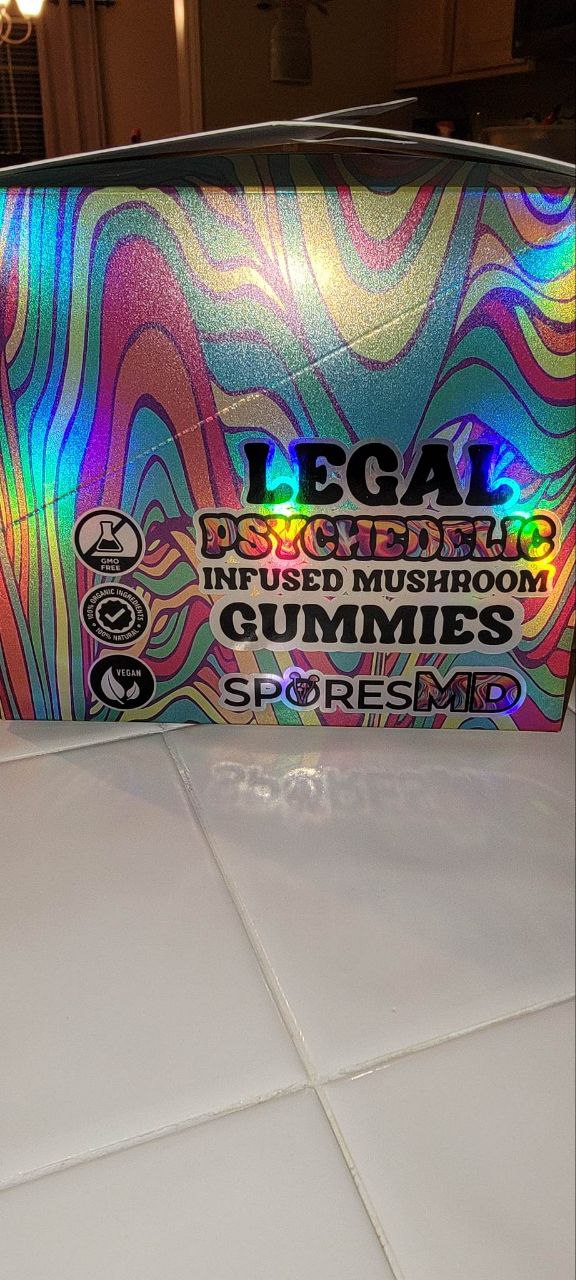 LEGAL
PSYCHEDELIC
INFUSED MUSHROOM
GUMMIES
SPORESMD
GMO
FREE
100% ORGANIC INGREDIENTS
100% NATURAL
VEGAN